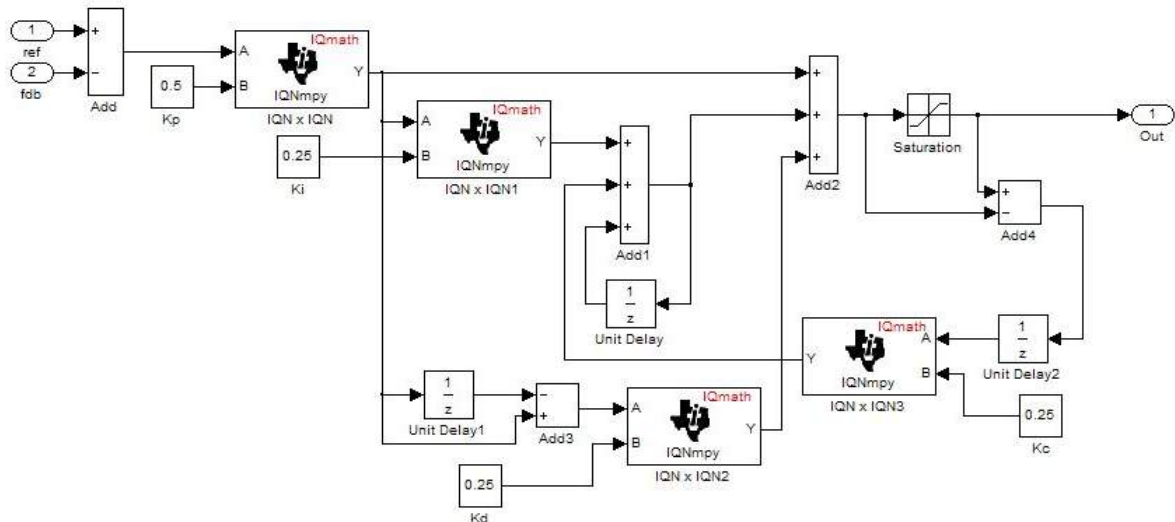 1
ref
2
fdb
+
−
Add
0.5
Kp
IQmath
A
B
Y
IQNmpy
IQN x IQN
0.25
Ki
IQmath
A
B
Y
IQNmpy
IQN x IQN1
+
+
+
Add1
1
z
Unit Delay
+
+
+
Add2
Saturation
1
Out
+
−
Add4
1
z
Unit Delay2
IQmath
A
B
Y
IQNmpy
IQN x IQN3
0.25
Kc
1
z
Unit Delay1
−
+
Add3
IQmath
A
B
Y
IQNmpy
IQN x IQN2
0.25
Kd